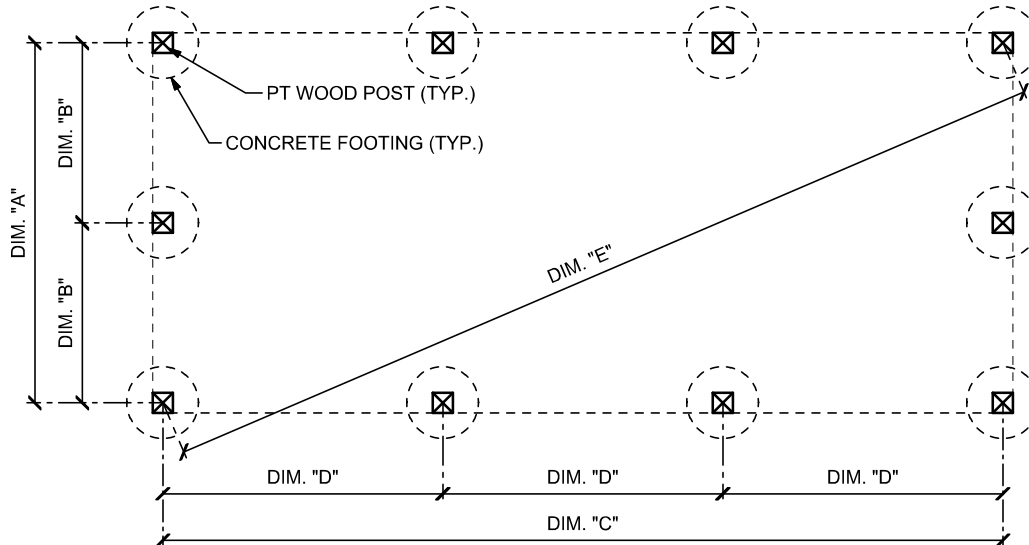 PT WOOD POST (TYP.)
CONCRETE FOOTING (TYP.)
DIM. "B"
DIM. "A"
DIM. "B"
DIM. "E"
DIM. "D"
DIM. "D"
DIM. "D"
DIM. "C"